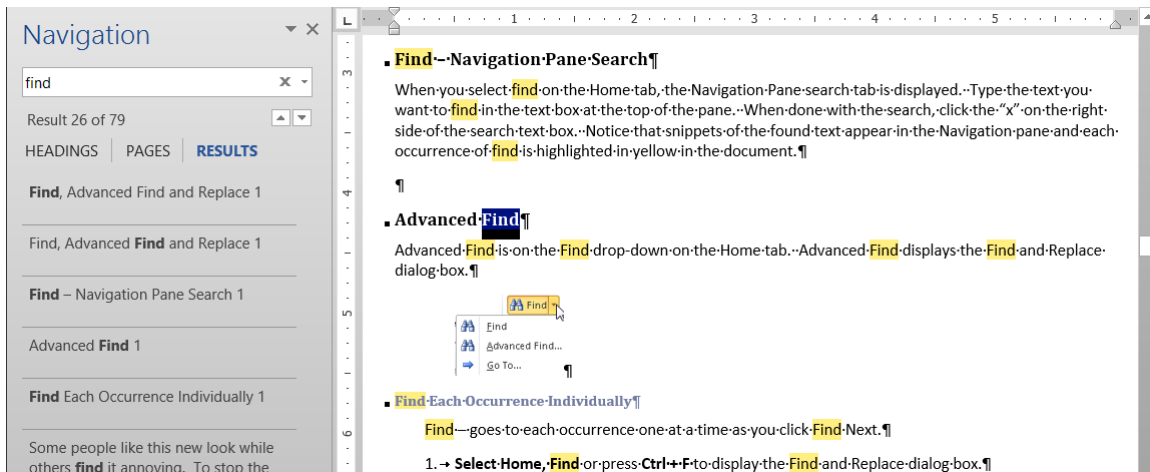 Navigation
find
Result 26 of 79
HEADINGS PAGES RESULTS
Find, Advanced Find and Replace 1
Find, Advanced Find and Replace 1
Find – Navigation Pane Search 1
Advanced Find 1
Find Each Occurrence Individually 1
Some people like this new look while
others find it annoying. To stop the
L
1 2 3 4 5
3
4
5
6
Find – Navigation Pane Search¶
When you select find on the Home tab, the Navigation Pane search tab is displayed. Type the text you
want to find in the text box at the top of the pane. When done with the search, click the “x” on the right
side of the search text box. Notice that snippets of the found text appear in the Navigation pane and each
occurrence of find is highlighted in yellow in the document.¶
¶
Advanced Find¶
Advanced Find is on the Find drop-down on the Home tab. Advanced Find displays the Find and Replace
dialog box.¶
Find
Find
Advanced Find...
Go To...
¶
Find Each Occurrence Individually¶
Find – goes to each occurrence one at a time as you click Find Next.¶
1. → Select Home, Find or press Ctrl + F to display the Find and Replace dialog box.¶